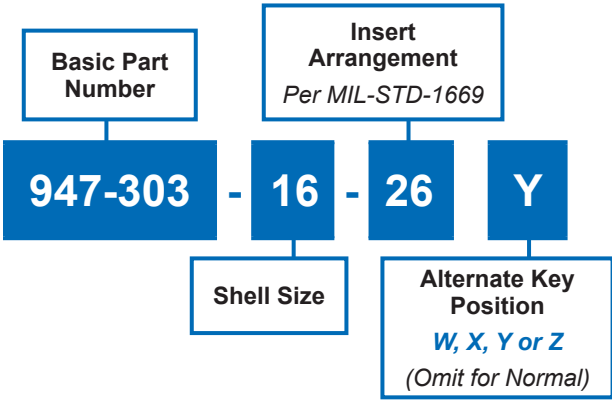 Basic Part
Number
Insert
Arrangement
Per MIL-STD-1669
947-303 - 16 - 26 Y
Shell Size
Alternate Key
Position
W, X, Y or Z
(Omit for Normal)